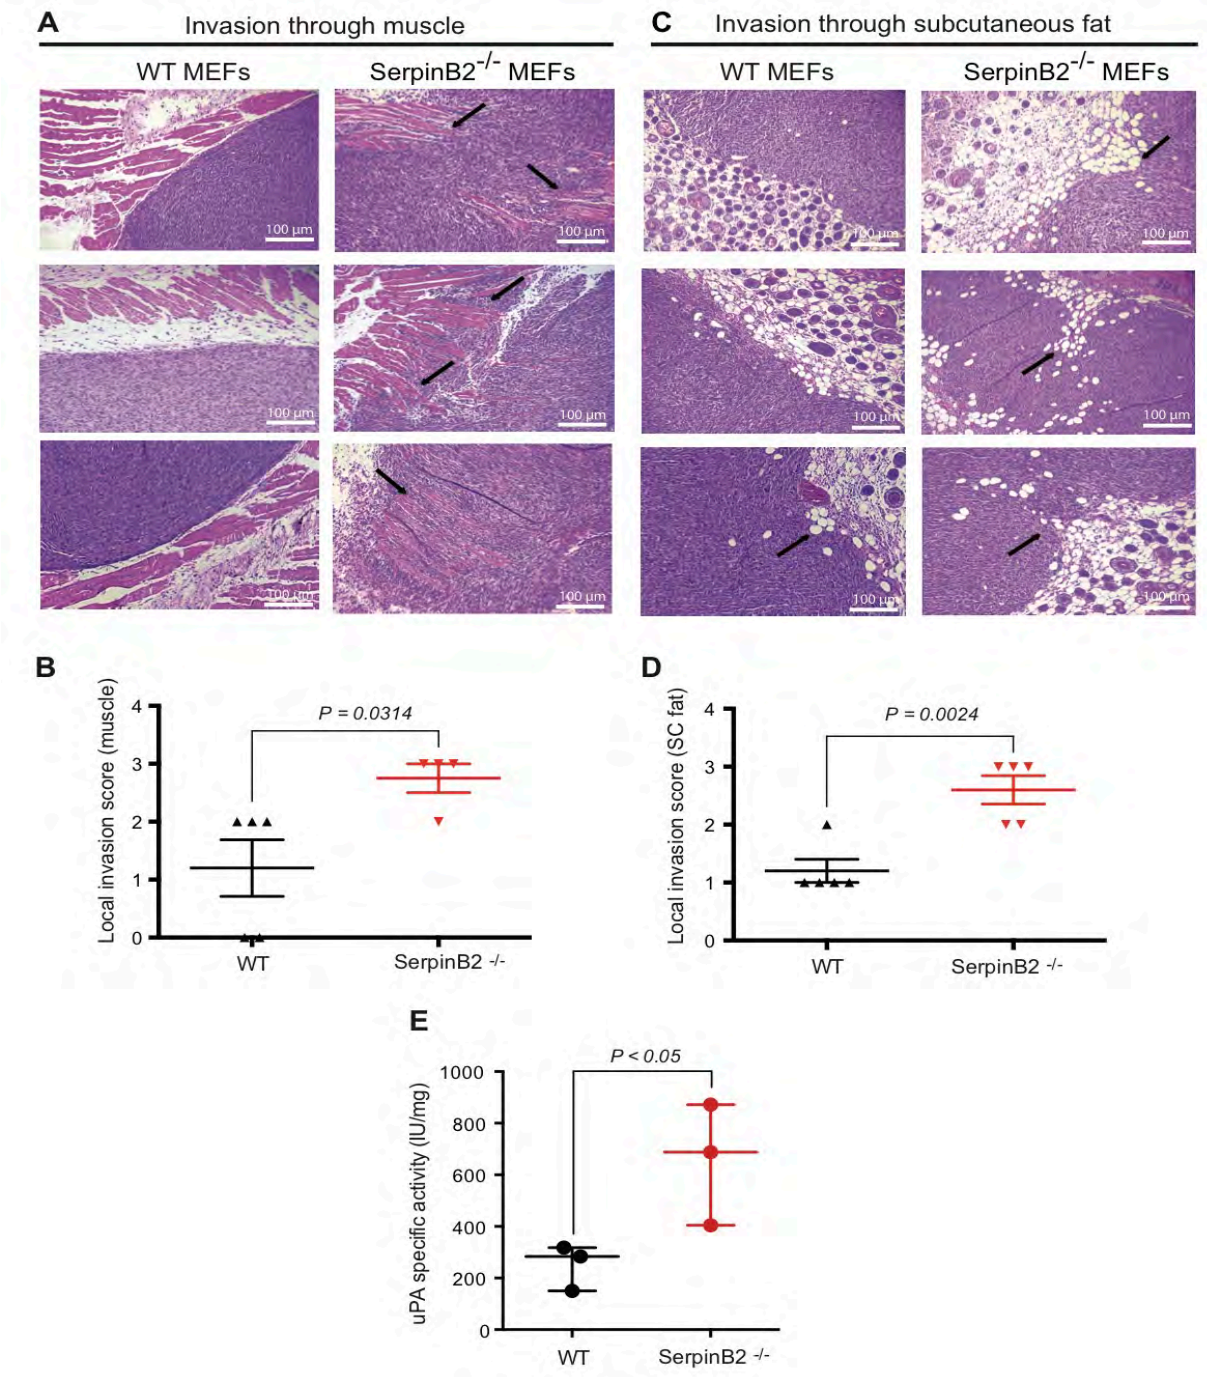 A Invasion through muscle
WT MEFs SerpinB2-/- MEFs
100 µm 100 µm
100 µm 100 µm
100 µm 100 µm
C Invasion through subcutaneous fat
WT MEFs SerpinB2-/- MEFs
100 µm 100 µm
100 µm 100 µm
100 µm 100 µm
B
Local invasion score (muscle)
P = 0.0314
4
3
2
1
0
WT SerpinB2 -/-
D
Local invasion score (SC fat)
P = 0.0024
4
3
2
1
0
WT SerpinB2 -/-
E
uPA specific activity (IU/mg)
P < 0.05
1000
800
600
400
200
0
WT SerpinB2 -/-